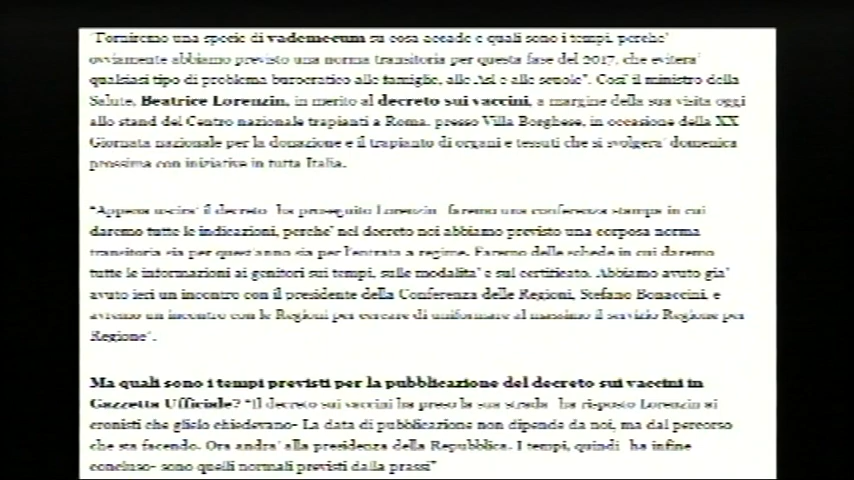 "Forniremo una specie di vademecum su cosa accade e quali sono i tempi, perche'
ovviamente abbiamo previsto una norma transitoria per questa fase del 2017, che evitera'
qualsiasi tipo di problema burocratico alle famiglie, alle Asl e alle scuole". Cosi' il ministro della
Salute, Beatrice Lorenzin, in merito al decreto sui vaccini, a margine della sua visita oggi
allo stand del Centro nazionale trapianti a Roma, presso Villa Borghese, in occasione della XX
Giornata nazionale per la donazione e il trapianto di organi e tessuti che si svolgera' domenica
prossima con iniziative in tutta Italia.
"Appena uscira' il decreto- ha proseguito Lorenzin- faremo una conferenza stampa in cui
daremo tutte le indicazioni, perche' nel decreto noi abbiamo previsto una corposa norma
transitoria sia per quest'anno sia per l'entrata a regime. Faremo delle schede in cui daremo
tutte le informazioni ai genitori sui tempi, sulle modalita' e sul certificato. Abbiamo avuto gia'
avuto ieri un incontro con il presidente della Conferenza delle Regioni, Stefano Bonaccini, e
avremo un incontro con le Regioni per cercare di uniformare al massimo il servizio Regione per
Regione".
Ma quali sono i tempi previsti per la pubblicazione del decreto sui vaccini in
Gazzetta Ufficiale? "Il decreto sui vaccini ha preso la sua strada- ha risposto Lorenzin ai
cronisti che glielo chiedevano- La data di pubblicazione non dipende da noi, ma dal percorso
che sta facendo. Ora andra' alla presidenza della Repubblica. I tempi, quindi- ha infine
concluso- sono quelli normali previsti dalla prassi"